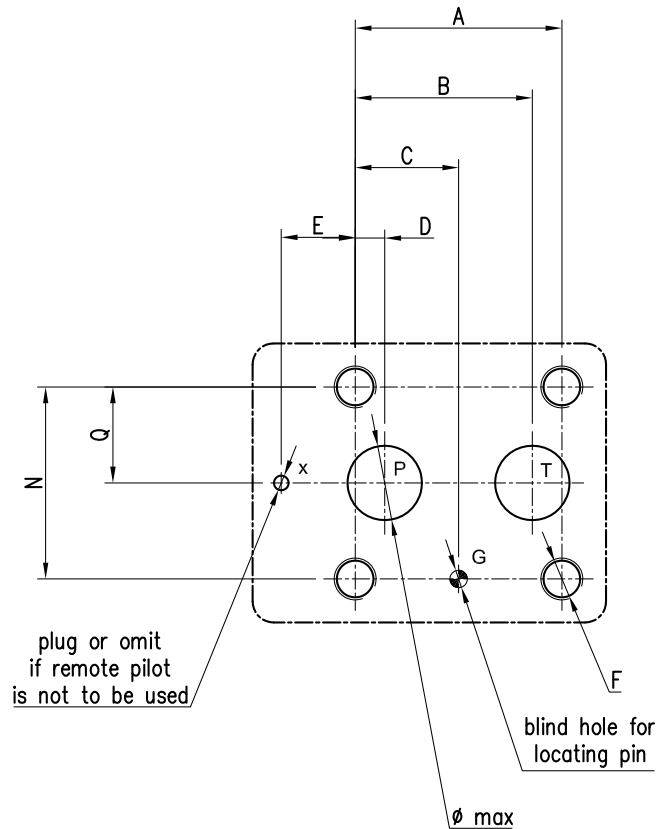 A
B
C
E
D
Q
N
x
P
T
G
plug or omit
if remote pilot
is not to be used
F
blind hole for
locating pin
ø max